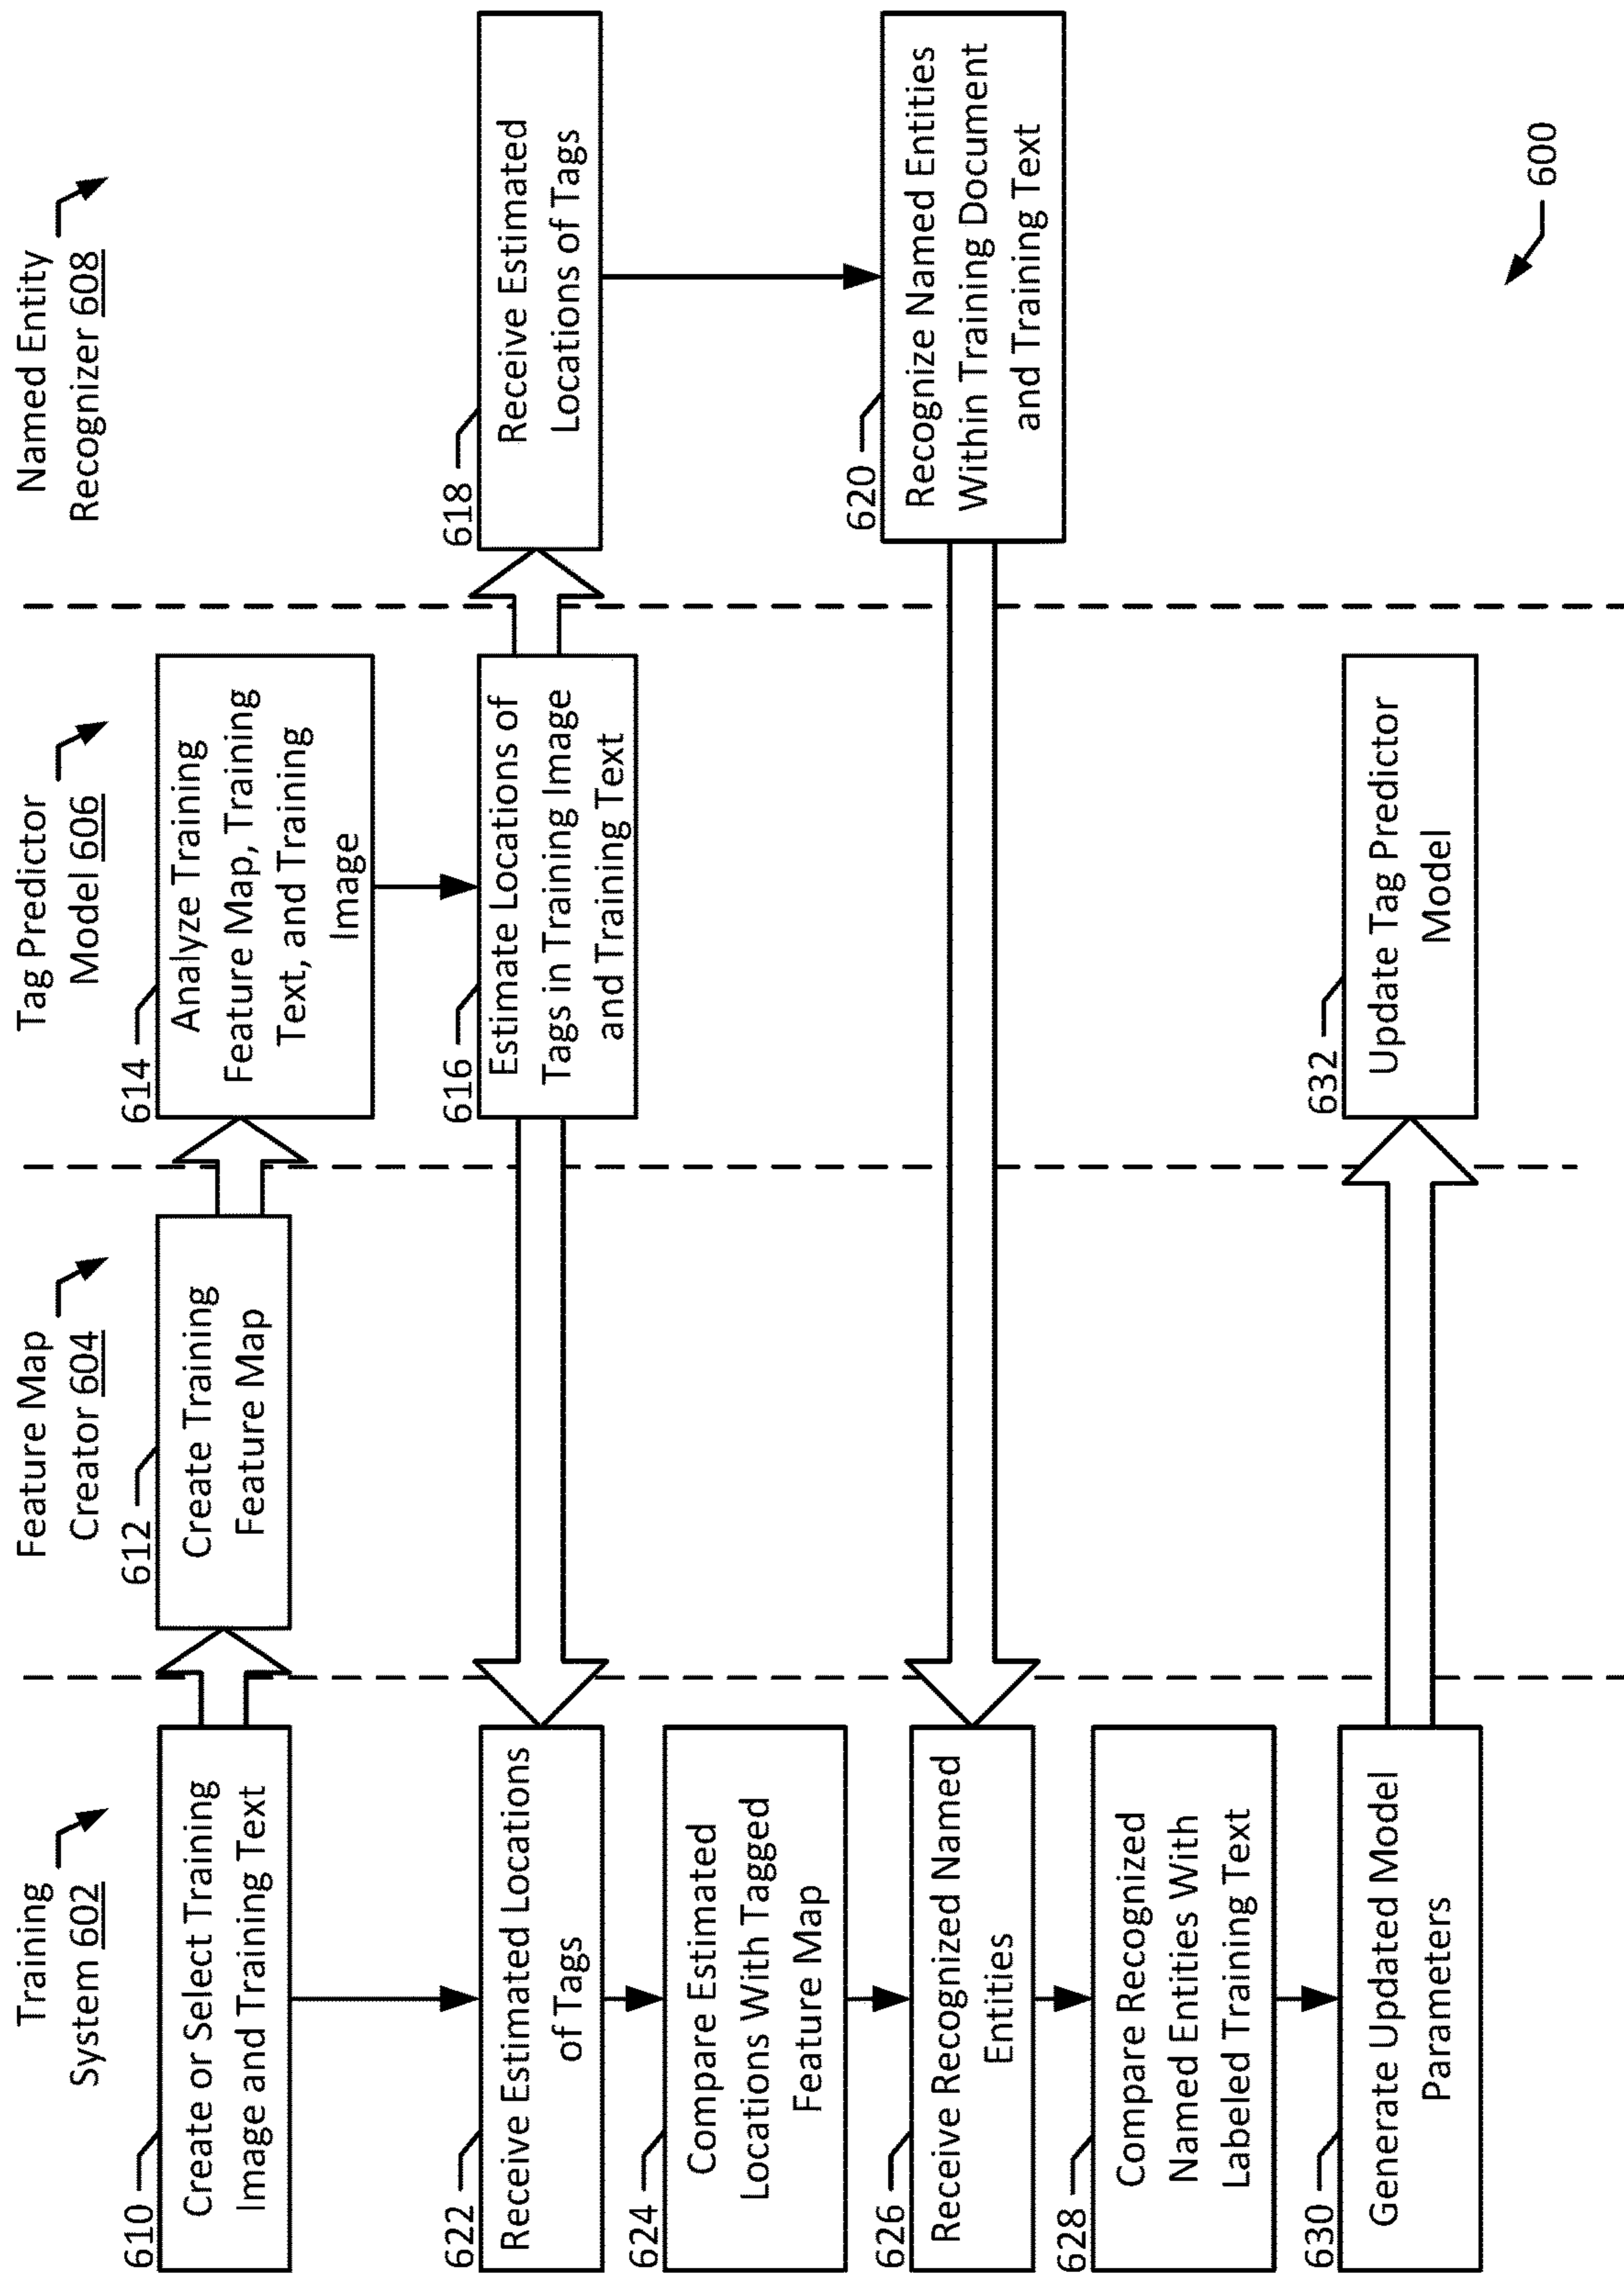 Training
System 602
Feature Map
Creator 604
Tag Predictor
Model 606
Named Entity
Recognizer 608
610
Create or Select Training
Image and Training Text
612
Create Training
Feature Map
614
Analyze Training
Feature Map, Training
Text, and Training
Image
616
Estimate Locations of
Tags in Training Image
and Training Text
618
Receive Estimated
Locations of Tags
622
Receive Estimated Locations
of Tags
624
Compare Estimated
Locations With Tagged
Feature Map
620
Recognize Named Entities
Within Training Document
and Training Text
626
Receive Recognized Named
Entities
628
Compare Recognized
Named Entities With
Labeled Training Text
630
Generate Updated Model
Parameters
632
Update Tag Predictor
Model
600